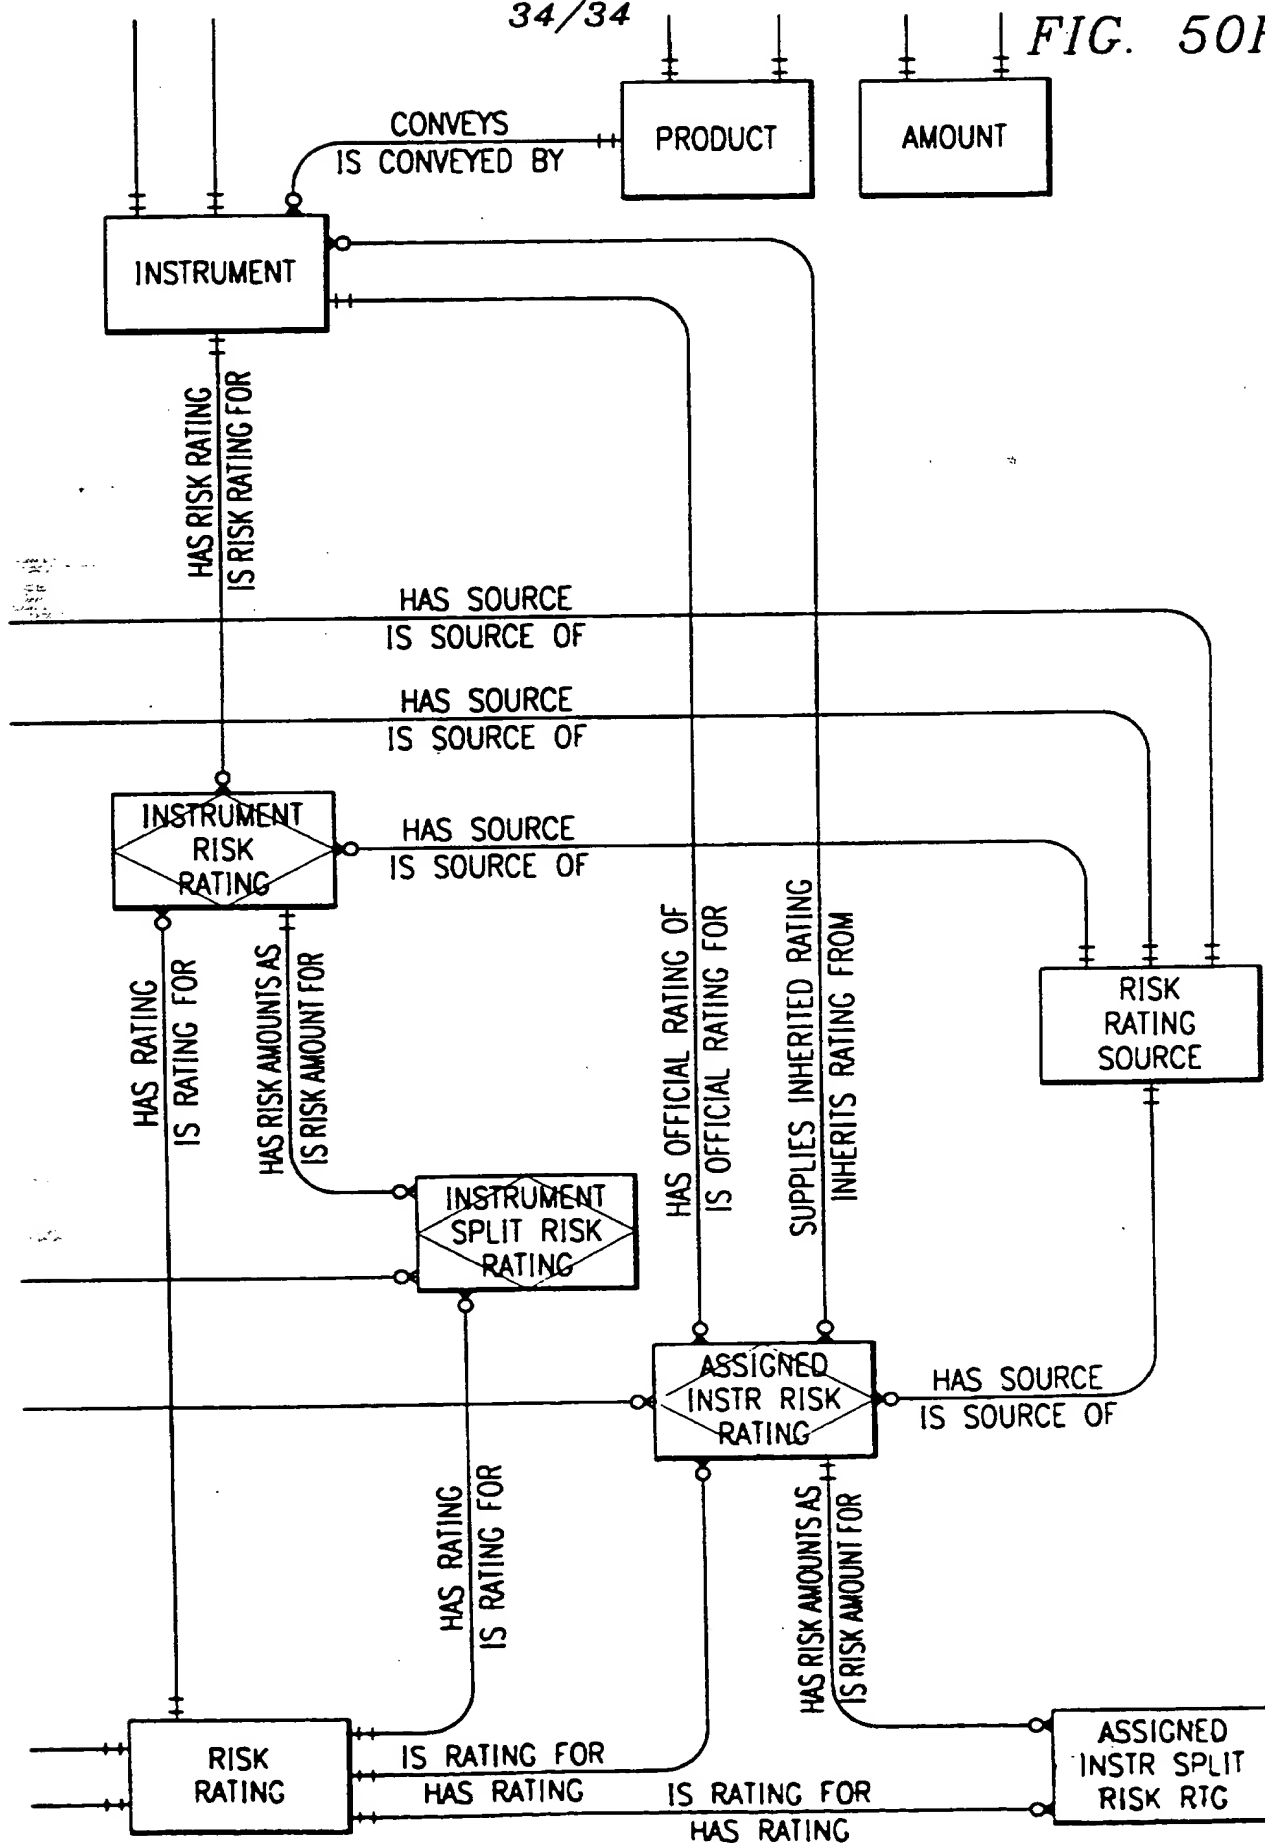 34/34
FIG. 50
CONVEYS
IS CONVEYED BY
PRODUCT
AMOUNT
INSTRUMENT
HAS RISK RATING
IS RISK RATING FOR
HAS SOURCE
IS SOURCE OF
HAS SOURCE
IS SOURCE OF
INSTRUMENT
RISK
RATING
HAS SOURCE
IS SOURCE OF
HAS RATING
IS RATING FOR
HAS RISK AMOUNTS AS
IS RISK AMOUNT FOR
HAS OFFICIAL RATING OF
IS OFFICIAL RATING FOR
SUPPLIES INHERITED RATING
INHERITS RATING FROM
RISK
RATING
SOURCE
INSTRUMENT
SPLIT RISK
RATING
ASSIGNED
INSTR RISK
RATING
HAS SOURCE
IS SOURCE OF
HAS RATING
IS RATING FOR
HAS RISK AMOUNTS AS
IS RISK AMOUNT FOR
RISK
RATING
IS RATING FOR
HAS RATING
IS RATING FOR
HAS RATING
ASSIGNED
INSTR SPLIT
RISK RTG